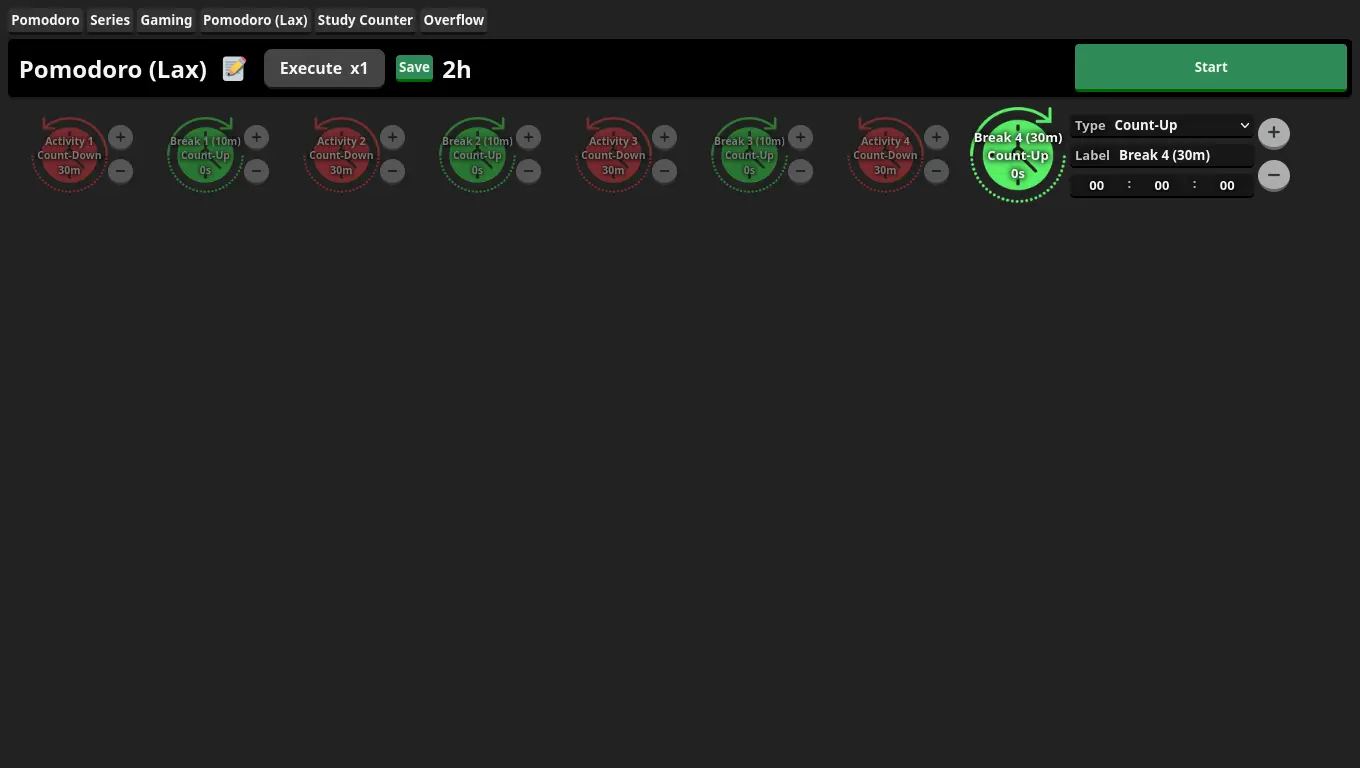 Pomodoro Series Gaming Pomodoro (Lax) Study Counter Overflow
Pomodoro (Lax) Execute x1 Save 2h Start
Activity 1
Count-Down
30m
+
−
Break 1 (10m)
Count-Up
0s
+
−
Activity 2
Count-Down
30m
+
−
Break 2 (10m)
Count-Up
0s
+
−
Activity 3
Count-Down
30m
+
−
Break 3 (10m)
Count-Up
0s
+
−
Activity 4
Count-Down
30m
+
−
Break 4 (30m)
Count-Up
0s
Type Count-Up
Label Break 4 (30m)
00 : 00 : 00
+
−